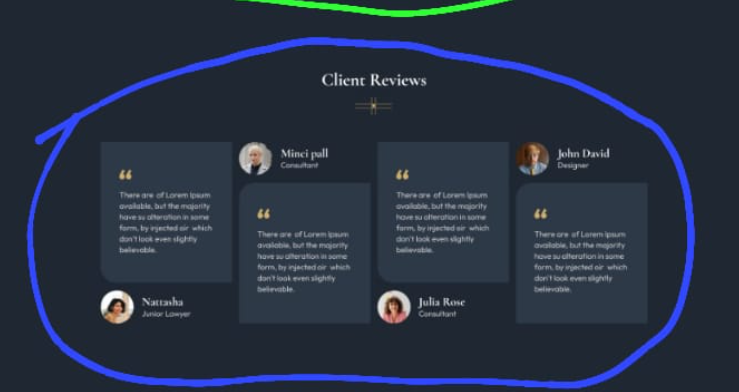 Client Reviews
“
There are of Lorem Ipsum
available, but the majority
have su alteration in some
form, by injected air which
don't look even slightly
believable.
Nattasha
Junior Lawyer
Minci pall
Consultant
“
There are of Lorem Ipsum
available, but the majority
have su alteration in some
form, by injected air which
don't look even slightly
believable.
“
There are of Lorem Ipsum
available, but the majority
have su alteration in some
form, by injected air which
don't look even slightly
believable.
Julia Rose
Consultant
John David
Designer
“
There are of Lorem Ipsum
available, but the majority
have su alteration in some
form, by injected air which
don't look even slightly
believable.